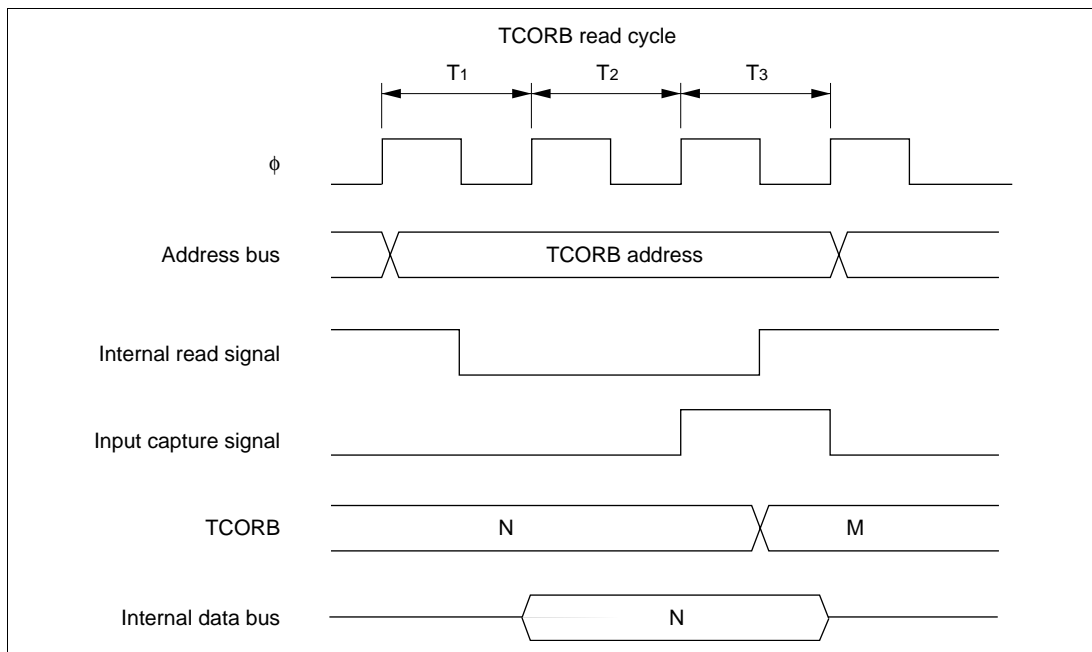 TCORB read cycle
T1 T2 T3
φ
Address bus
TCORB address
Internal read signal
Input capture signal
TCORB
N
M
Internal data bus
N